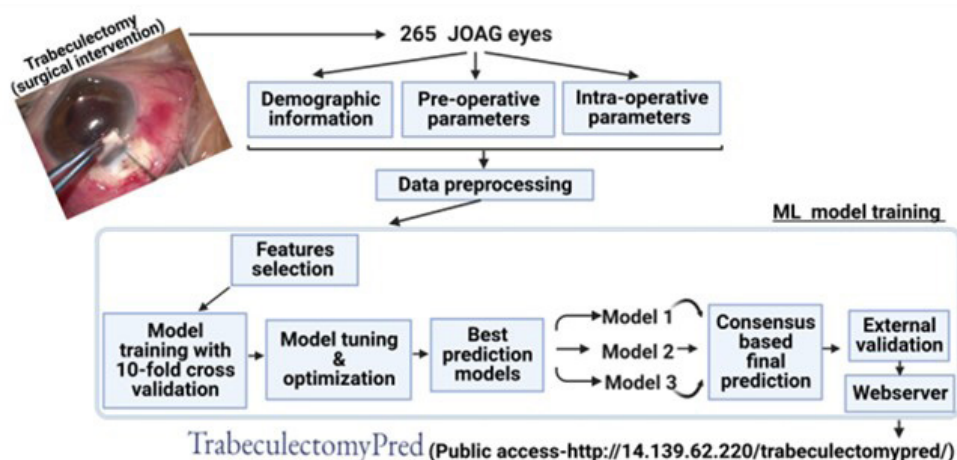 Trabeculectomy
(surgical intervention)
265 JOAG eyes
Demographic
information
Pre-operative
parameters
Intra-operative
parameters
Data preprocessing
ML model training
Features
selection
Model
training with
10-fold cross
validation
Model tuning
&
optimization
Best
prediction
models
Model 1
Model 2
Model 3
Consensus
based
final
prediction
External
validation
Webserver
TrabeculectomyPred (Public access-http://14.139.62.220/trabeculectomypred/)